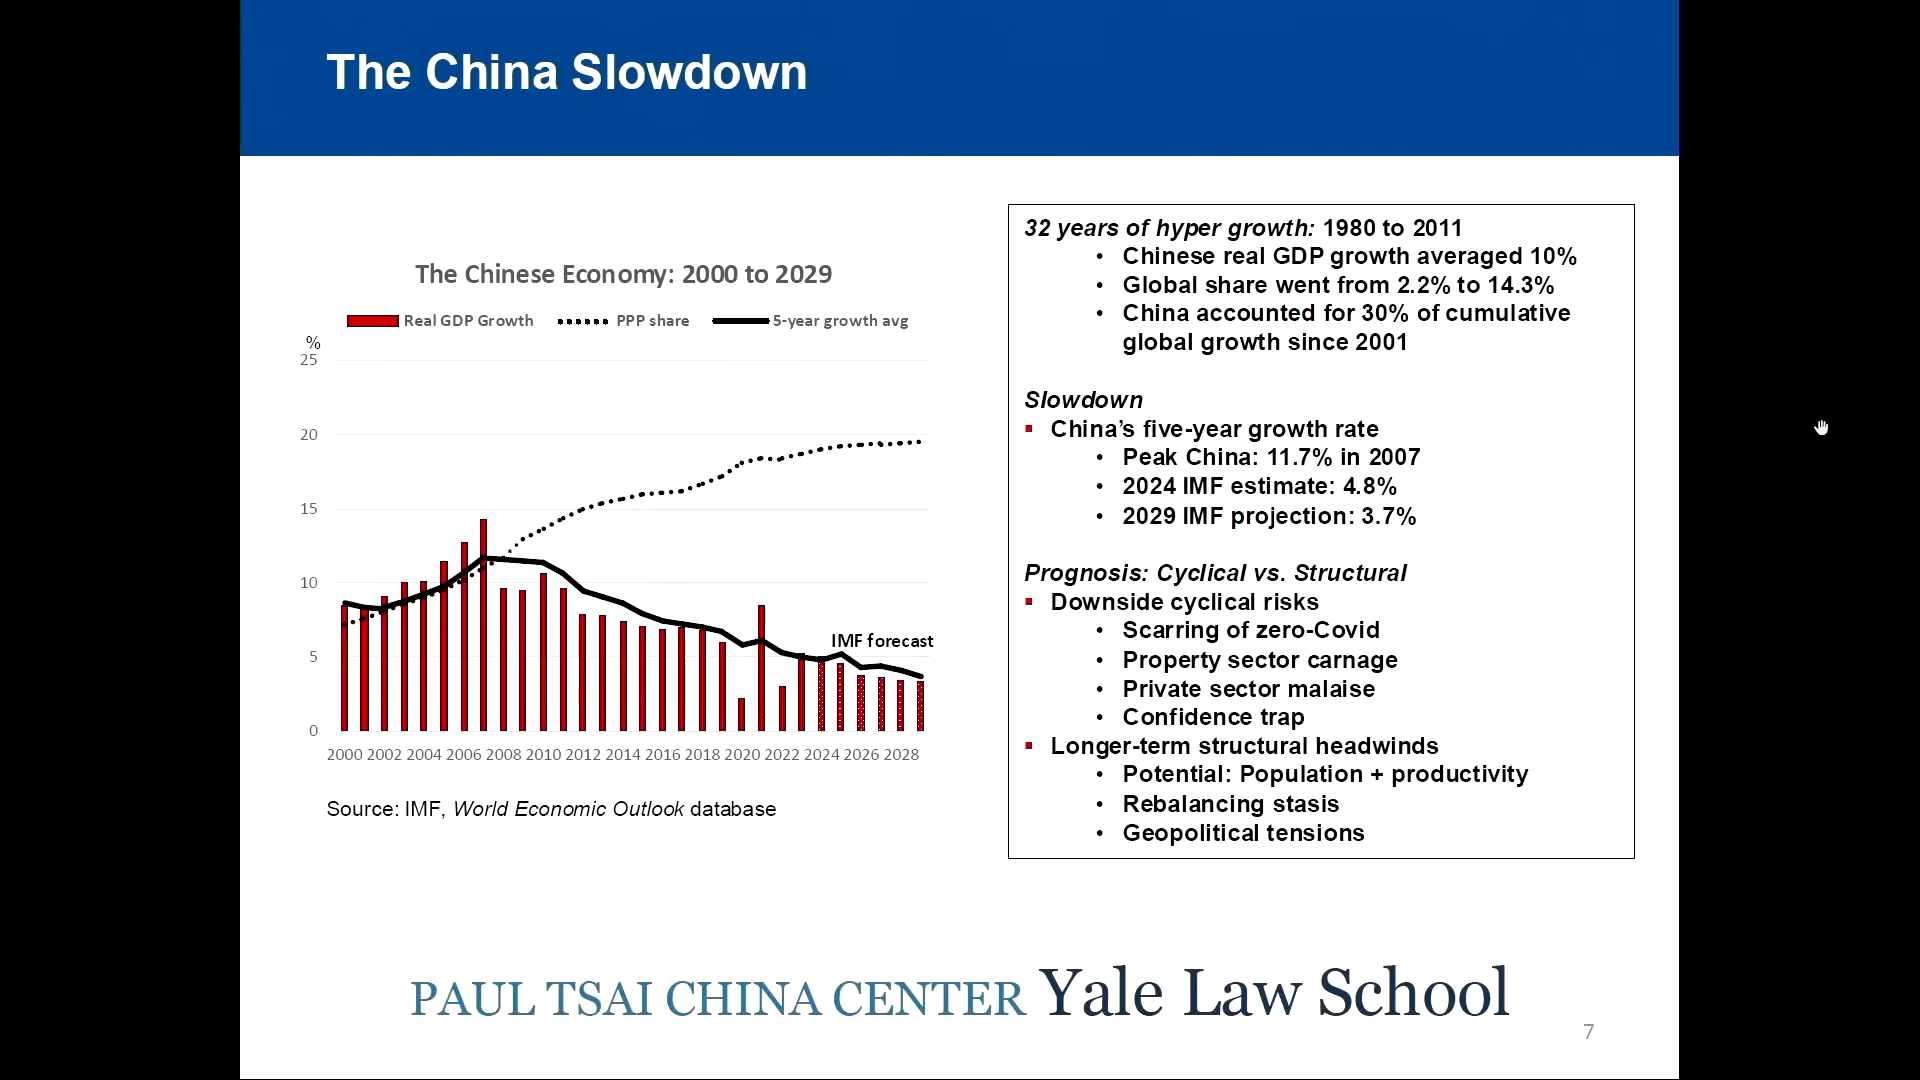 The China Slowdown
The Chinese Economy: 2000 to 2029
Real GDP Growth PPP share 5-year growth avg
%
25
20
15
10
5
0
IMF forecast
2000 2002 2004 2006 2008 2010 2012 2014 2016 2018 2020 2022 2024 2026 2028
Source: IMF, World Economic Outlook database
32 years of hyper growth: 1980 to 2011
• Chinese real GDP growth averaged 10%
• Global share went from 2.2% to 14.3%
• China accounted for 30% of cumulative
global growth since 2001
Slowdown
▪ China’s five-year growth rate
• Peak China: 11.7% in 2007
• 2024 IMF estimate: 4.8%
• 2029 IMF projection: 3.7%
Prognosis: Cyclical vs. Structural
▪ Downside cyclical risks
• Scarring of zero-Covid
• Property sector carnage
• Private sector malaise
• Confidence trap
▪ Longer-term structural headwinds
• Potential: Population + productivity
• Rebalancing stasis
• Geopolitical tensions
PAUL TSAI CHINA CENTER Yale Law School
7